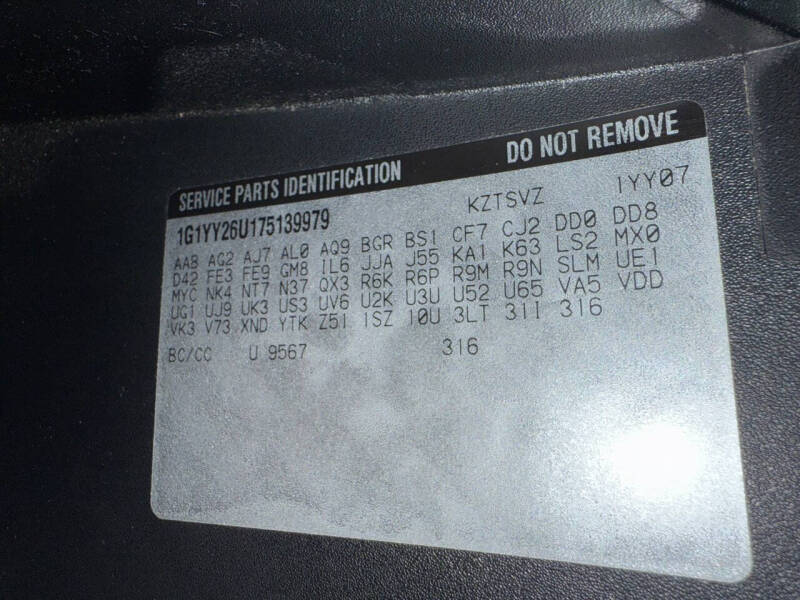 SERVICE PARTS IDENTIFICATION DO NOT REMOVE
1G1YY26U175139979 KZTSVZ 1YY07
AA8 AG2 AJ7 AL0 AQ9 BGR BS1 CF7 CJ2 DD0 DD8
D42 FE3 FE9 GM8 IL6 JJA J55 KA1 K63 LS2 MX0
MYC NK4 NT7 N37 QX3 R6K R6P R9M R9N SLM UE1
UG1 UJ9 UK3 US3 UV6 U2K U3U U52 U65 VA5 VDD
VK3 V73 XND YTK Z51 1SZ 10U 3LT 31I 316
BC/CC U 9567 316